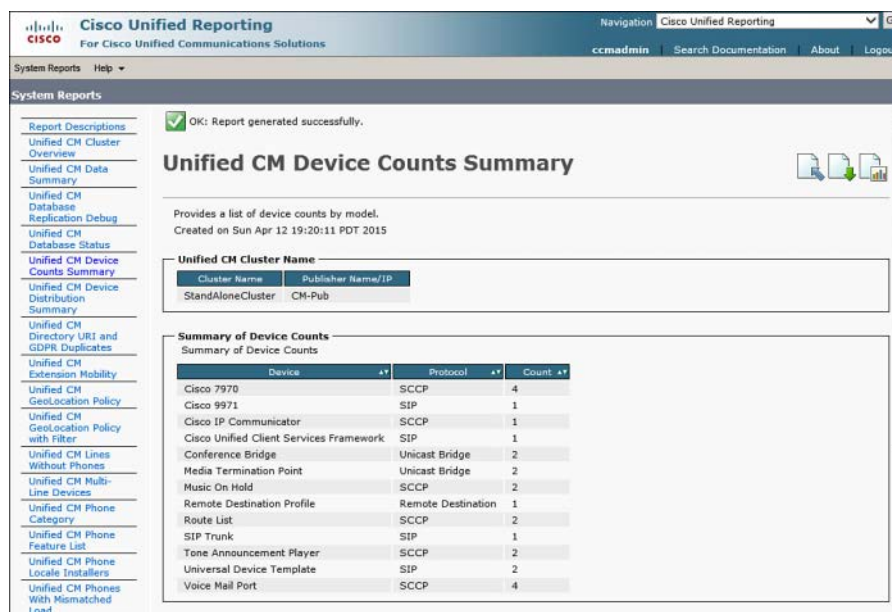 CISCO
Cisco Unified Reporting
For Cisco Unified Communications Solutions
Navigation Cisco Unified Reporting
ccmadmin Search Documentation About
System Reports Help
System Reports
Report Descriptions
Unified CM Cluster
Overview
Unified CM Data
Summary
Unified CM
Database
Replication Debug
Unified CM
Database Status
Unified CM Device
Counts Summary
Unified CM Device
Distribution
Summary
Unified CM
Directory URI and
GDPR Duplicates
Unified CM
Extension Mobility
Unified CM
GeoLocation Policy
Unified CM
GeoLocation Policy
with Filter
Unified CM Lines
Without Phones
Unified CM Multi-
Line Devices
Unified CM Phone
Category
Unified CM Phone
Feature List
Unified CM Phone
Locale Installers
Unified CM Phones
With Mismatched
Load
OK: Report generated successfully.
Unified CM Device Counts Summary
Provides a list of device counts by model.
Created on Sun Apr 12 19:20:11 PDT 2015
Unified CM Cluster Name
Cluster Name Publisher Name/IP
StandAloneCluster CM-Pub
Summary of Device Counts
Summary of Device Counts
Device Protocol Count
Cisco 7970 SCCP 4
Cisco 9971 SIP 1
Cisco IP Communicator SCCP 1
Cisco Unified Client Services Framework SIP 1
Conference Bridge Unicast Bridge 2
Media Termination Point Unicast Bridge 2
Music On Hold SCCP 2
Remote Destination Profile Remote Destination 1
Route List SCCP 2
SIP Trunk SIP 1
Tone Announcement Player SCCP 2
Universal Device Template SIP 2
Voice Mail Port SCCP 4